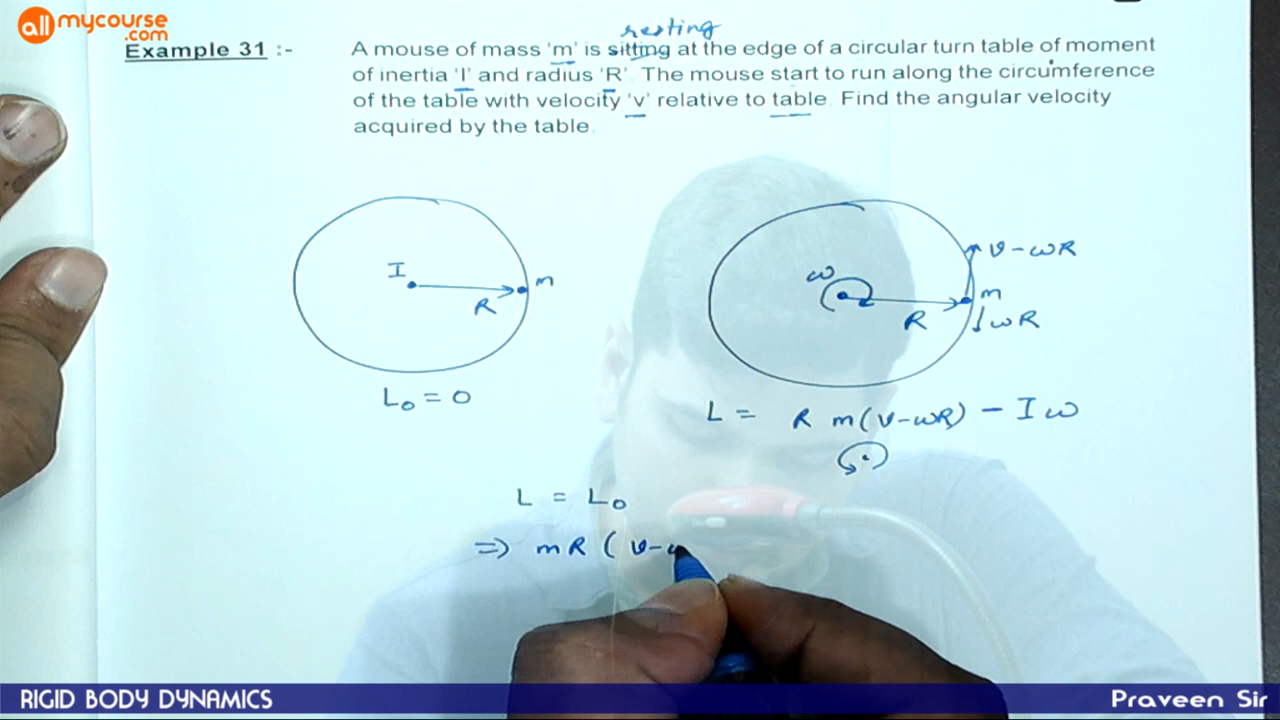 allmycourse.com
resting
Example 31 :- A mouse of mass 'm' is sitting at the edge of a circular turn table of moment
of inertia 'I' and radius 'R'. The mouse start to run along the circumference
of the table with velocity 'v' relative to table. Find the angular velocity
acquired by the table.
I
R
m
L₀ = 0
ω
R
v - ωR
m
ωR
L = R m(v-ωR) - Iω
L = L₀
⇒ mR ( v-
RIGID BODY DYNAMICS
Praveen Sir